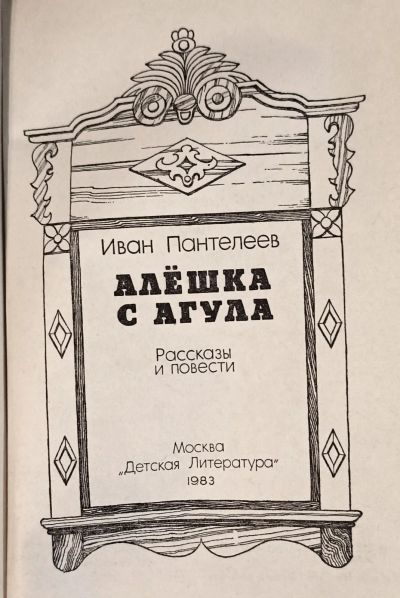 Иван Пантелеев
АЛЁШКА
С АГУЛА
Рассказы
и повести
Москва
„Детская Литература"
1983